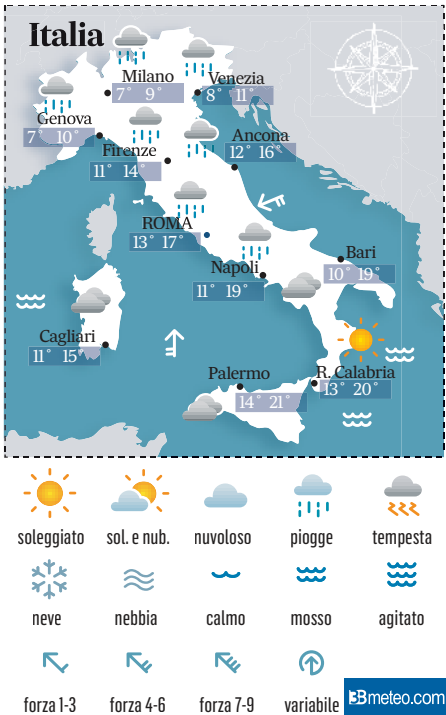 Italia
Milano
7° 9°
Venezia
8° 11°
Genova
7° 10°
Ancona
12° 16°
Firenze
11° 14°
ROMA
13° 17°
Napoli
11° 19°
Bari
10° 19°
Cagliari
11° 15°
Palermo
14° 21°
R. Calabria
13° 20°
soleggiato sol. e nub. nuvoloso piogge tempesta
neve nebbia calmo mosso agitato
forza 1-3 forza 4-6 forza 7-9 variabile
3Bmeteo.com